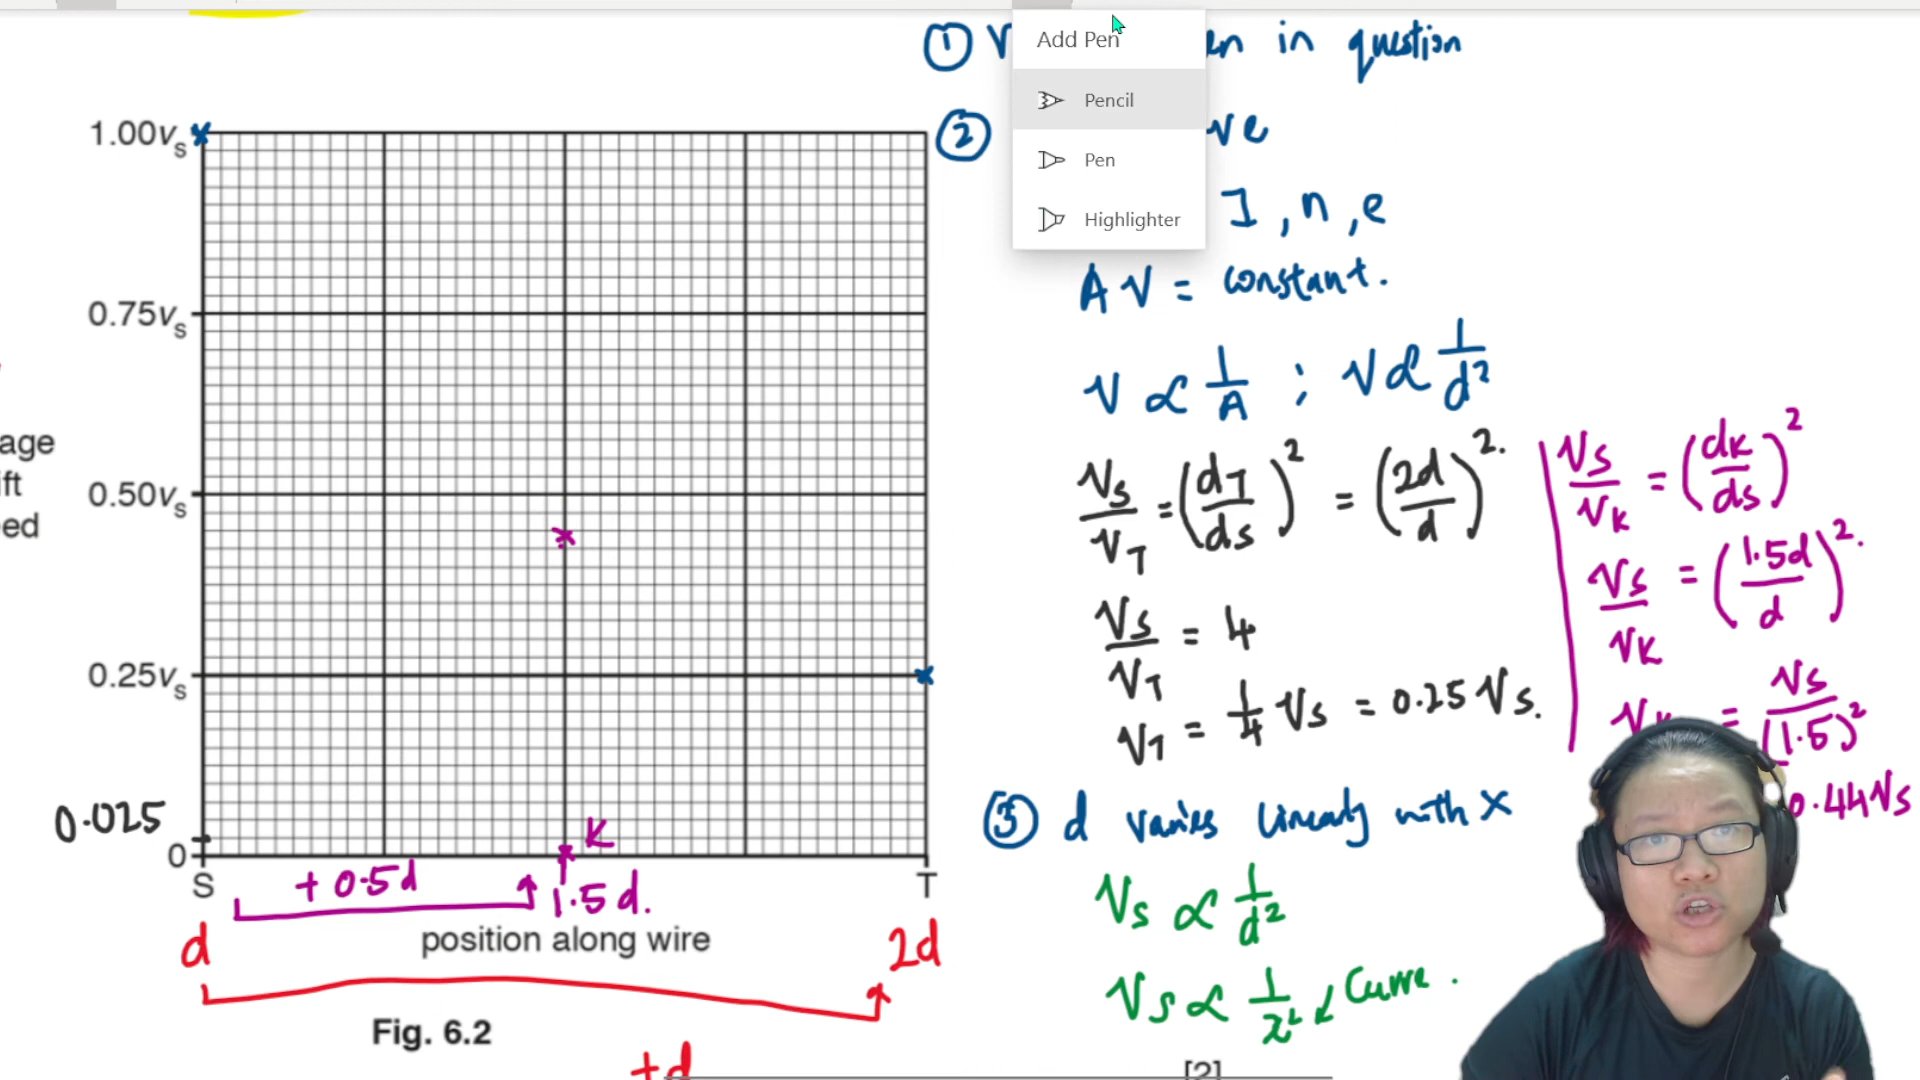 Add Pen
Pencil
Pen
Highlighter
① en in question
② ve
I, n, e
A V = constant.
V ∝ 1/A ; V ∝ 1/d²
Vs/VT = (dT/ds)² = (2d/d)².
Vs/VT = 4
VT = 1/4 Vs = 0.25 Vs.
Vs/VK = (dK/ds)²
Vs/VK = (1.5d/d)².
= Vs/(1.5)²
0.44Vs
③ d varies linearly with x
Vs ∝ 1/d²
Vs ∝ 1/x² Curve.
[2]
1.00vₛ
0.75vₛ
0.50vₛ
0.25vₛ
0.025
0
age
ift
eed
S
K
T
+ 0.5d
1.5d.
d
position along wire
2d
Fig. 6.2
+d